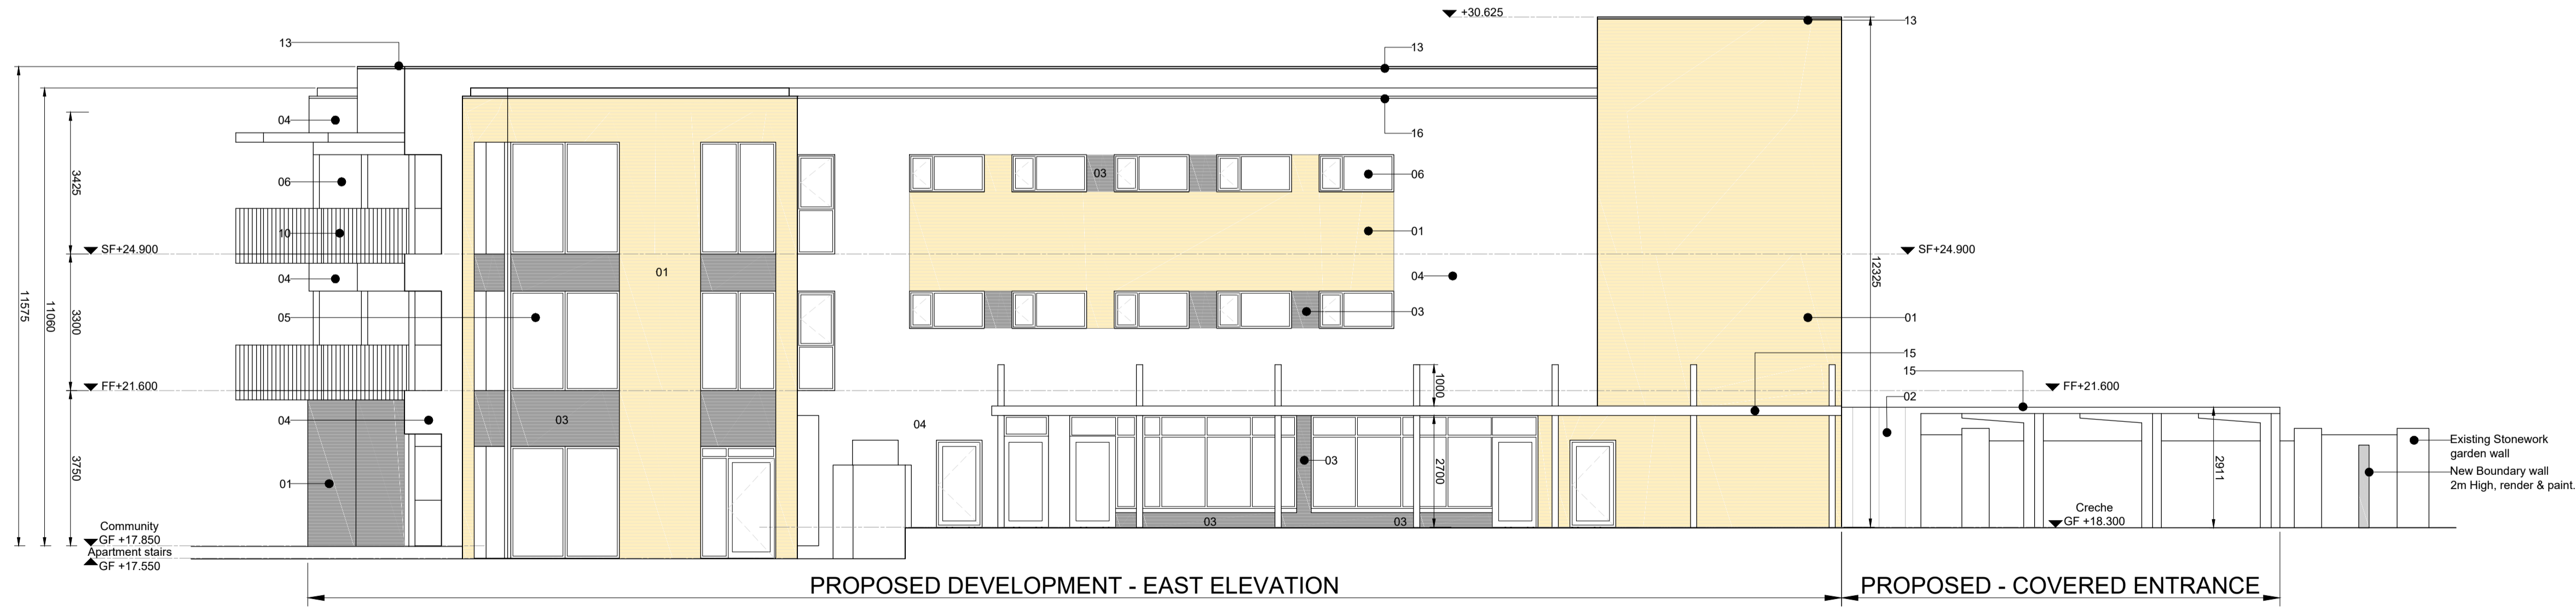 +30.625
13
13
13
04
16
3425
06
03
06
10
01
SF+24.900
SF+24.900
04
01
04
12325
11575
11060
3300
05
03
01
15
15
FF+21.600
1000
FF+21.600
02
04
03
04
Existing Stonework
garden wall
3750
03
2700
2911
New Boundary wall
2m High, render & paint.
01
Creche
GF +18.300
03
03
Community
GF +17.850
Apartment stairs
GF +17.550
PROPOSED DEVELOPMENT - EAST ELEVATION
PROPOSED - COVERED ENTRANCE